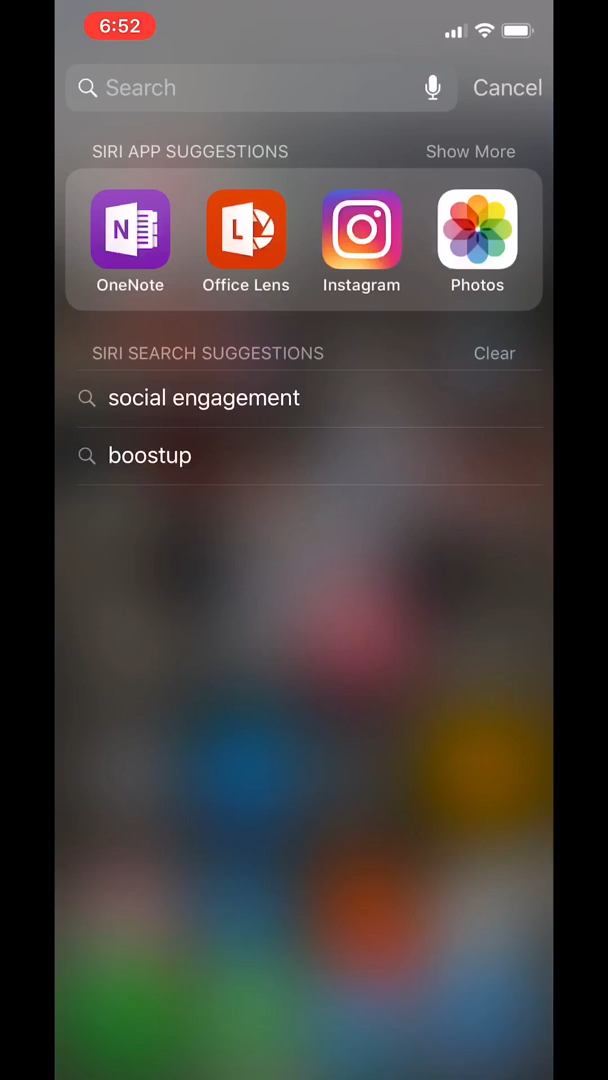 6:52
Search
Cancel
SIRI APP SUGGESTIONS
Show More
N
L
OneNote
Office Lens
Instagram
Photos
SIRI SEARCH SUGGESTIONS
Clear
social engagement
boostup